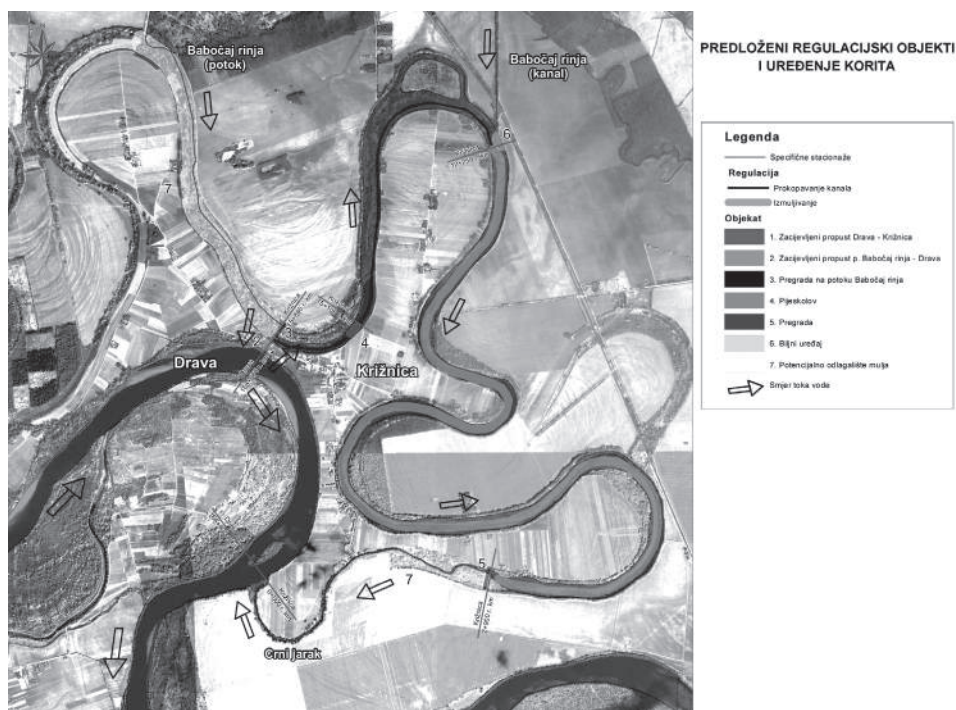 PREDLOŽENI REGULACIJSKI OBJEKTI
I UREĐENJE KORITA
Legenda
Specifične stacionaže
Regulacija
Prokopavanje kanala
Izmuljivanje
Objekat
1. Zacijevljeni propust Drava - Križnica
2. Zacijevljeni propust p. Babočaj rinja - Drava
3. Pregrada na potoku Babočaj rinja
4. Pijeskolov
5. Pregrada
6. Biljni uređaj
7. Potencijalno odlagalište mulja
Smjer toka vode
Babočaj rinja
(potok)
Babočaj rinja
(kanal)
6
7
4
Drava
Križnica
5
7
Križnica
Crni jarak